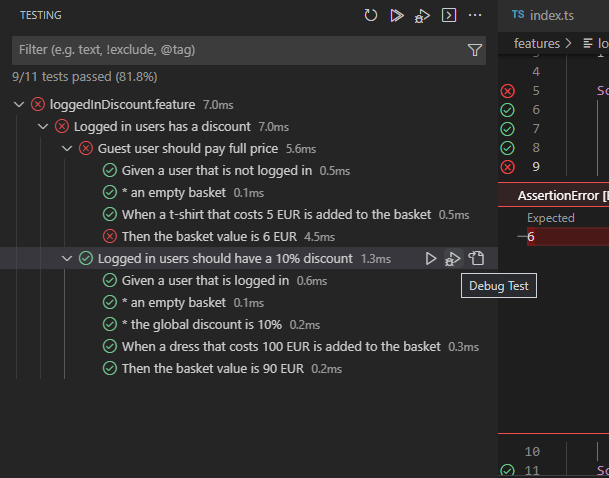 TESTING
Filter (e.g. text, !exclude, @tag)
9/11 tests passed (81.8%)
loggedInDiscount.feature 7.0ms
Logged in users has a discount 7.0ms
Guest user should pay full price 5.6ms
Given a user that is not logged in 0.5ms
* an empty basket 0.1ms
When a t-shirt that costs 5 EUR is added to the basket 0.5ms
Then the basket value is 6 EUR 4.5ms
Logged in users should have a 10% discount 1.3ms
Debug Test
Given a user that is logged in 0.6ms
* an empty basket 0.1ms
* the global discount is 10% 0.2ms
When a dress that costs 100 EUR is added to the basket 0.3ms
Then the basket value is 90 EUR 0.2ms
TS index.ts
features > lo
4
5 Sc
6
7
8
9
AssertionError [
Expected
6
10
11 Sc